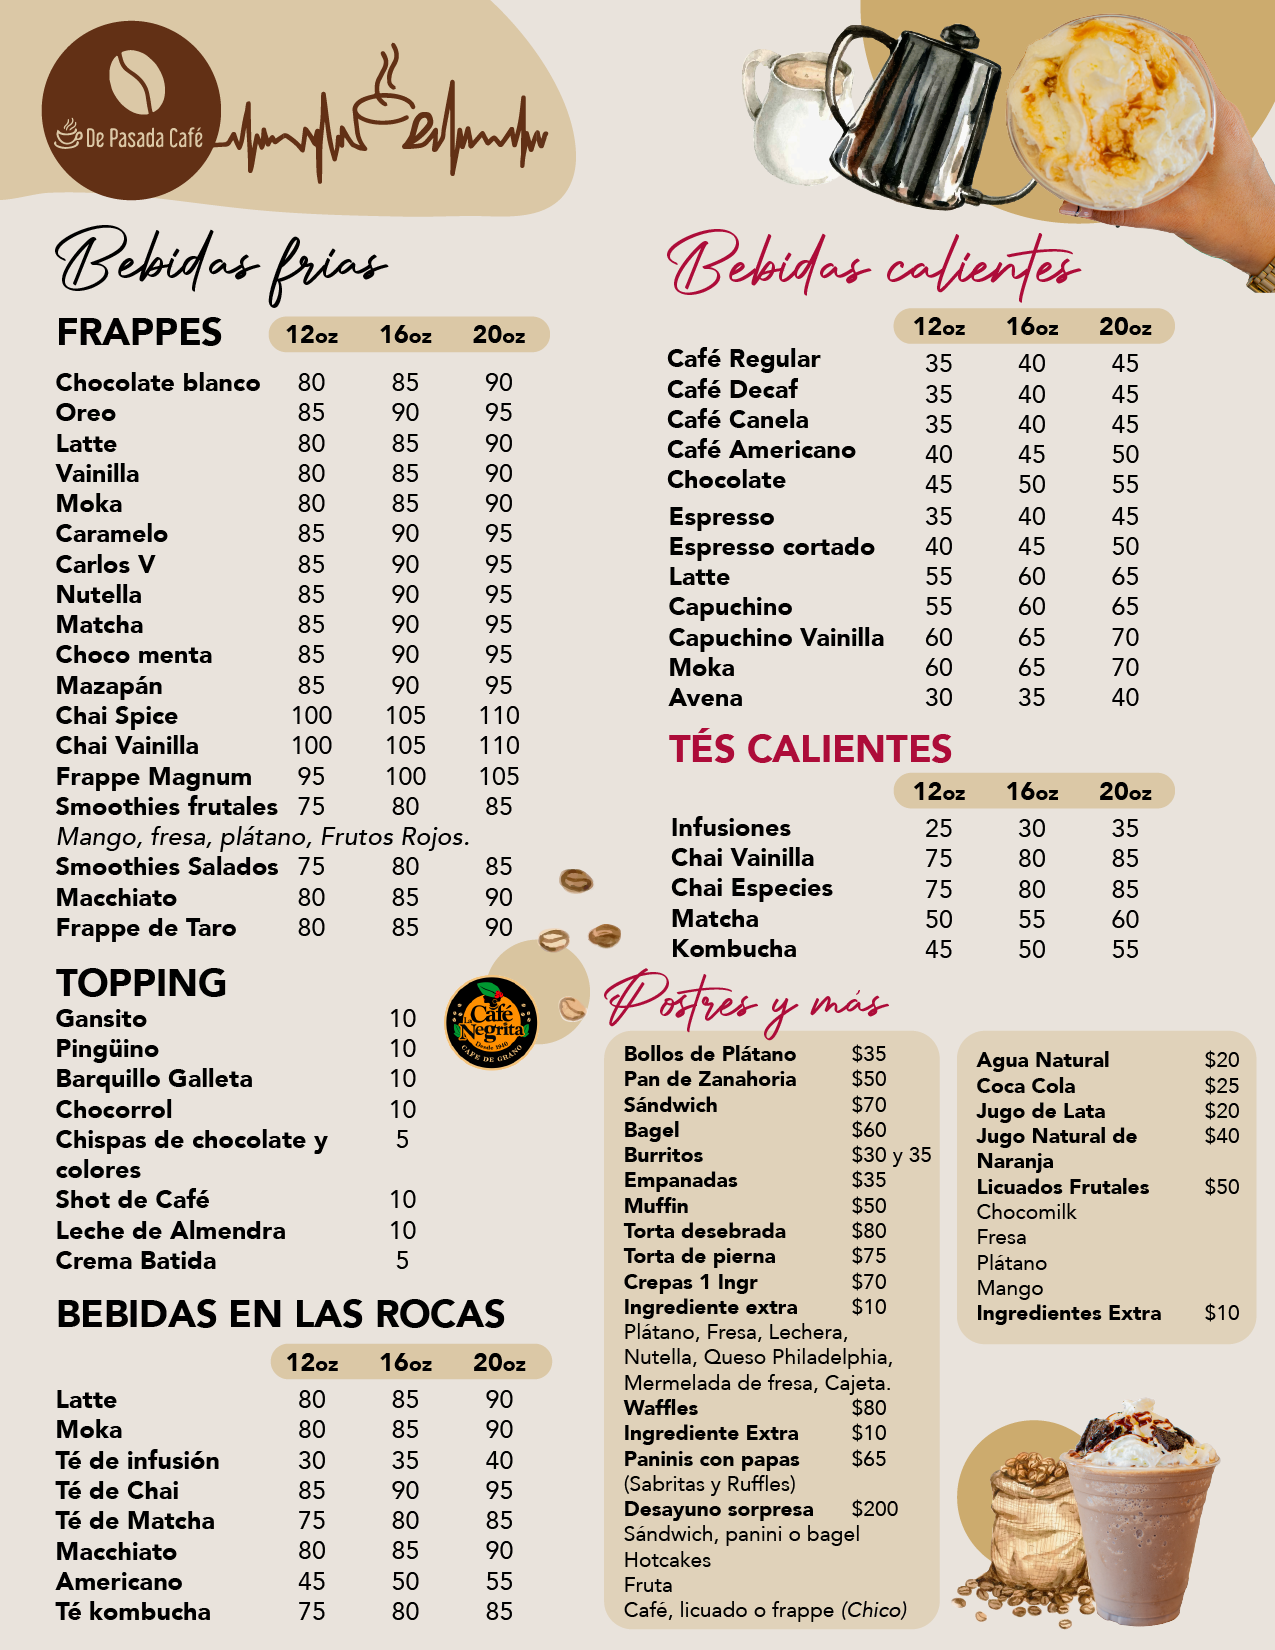 De Pasada Café
Bebidas frias
FRAPPES 12oz 16oz 20oz
Chocolate blanco 80 85 90
Oreo 85 90 95
Latte 80 85 90
Vainilla 80 85 90
Moka 80 85 90
Caramelo 85 90 95
Carlos V 85 90 95
Nutella 85 90 95
Matcha 85 90 95
Choco menta 85 90 95
Mazapán 85 90 95
Chai Spice 100 105 110
Chai Vainilla 100 105 110
Frappe Magnum 95 100 105
Smoothies frutales 75 80 85
Mango, fresa, plátano, Frutos Rojos.
Smoothies Salados 75 80 85
Macchiato 80 85 90
Frappe de Taro 80 85 90
TOPPING
Gansito 10
Pingüino 10
Barquillo Galleta 10
Chocorrol 10
Chispas de chocolate y 5
colores
Shot de Café 10
Leche de Almendra 10
Crema Batida 5
La Café
Negrita
Desde 1940
CAFE DE GRANO
BEBIDAS EN LAS ROCAS
12oz 16oz 20oz
Latte 80 85 90
Moka 80 85 90
Té de infusión 30 35 40
Té de Chai 85 90 95
Té de Matcha 75 80 85
Macchiato 80 85 90
Americano 45 50 55
Té kombucha 75 80 85
Bebidas calientes
12oz 16oz 20oz
Café Regular 35 40 45
Café Decaf 35 40 45
Café Canela 35 40 45
Café Americano 40 45 50
Chocolate 45 50 55
Espresso 35 40 45
Espresso cortado 40 45 50
Latte 55 60 65
Capuchino 55 60 65
Capuchino Vainilla 60 65 70
Moka 60 65 70
Avena 30 35 40
TÉS CALIENTES
12oz 16oz 20oz
Infusiones 25 30 35
Chai Vainilla 75 80 85
Chai Especies 75 80 85
Matcha 50 55 60
Kombucha 45 50 55
Postres y más
Bollos de Plátano $35
Pan de Zanahoria $50
Sándwich $70
Bagel $60
Burritos $30 y 35
Empanadas $35
Muffin $50
Torta desebrada $80
Torta de pierna $75
Crepas 1 Ingr $70
Ingrediente extra $10
Plátano, Fresa, Lechera,
Nutella, Queso Philadelphia,
Mermelada de fresa, Cajeta.
Waffles $80
Ingrediente Extra $10
Paninis con papas $65
(Sabritas y Ruffles)
Desayuno sorpresa $200
Sándwich, panini o bagel
Hotcakes
Fruta
Café, licuado o frappe (Chico)
Agua Natural $20
Coca Cola $25
Jugo de Lata $20
Jugo Natural de $40
Naranja
Licuados Frutales $50
Chocomilk
Fresa
Plátano
Mango
Ingredientes Extra $10